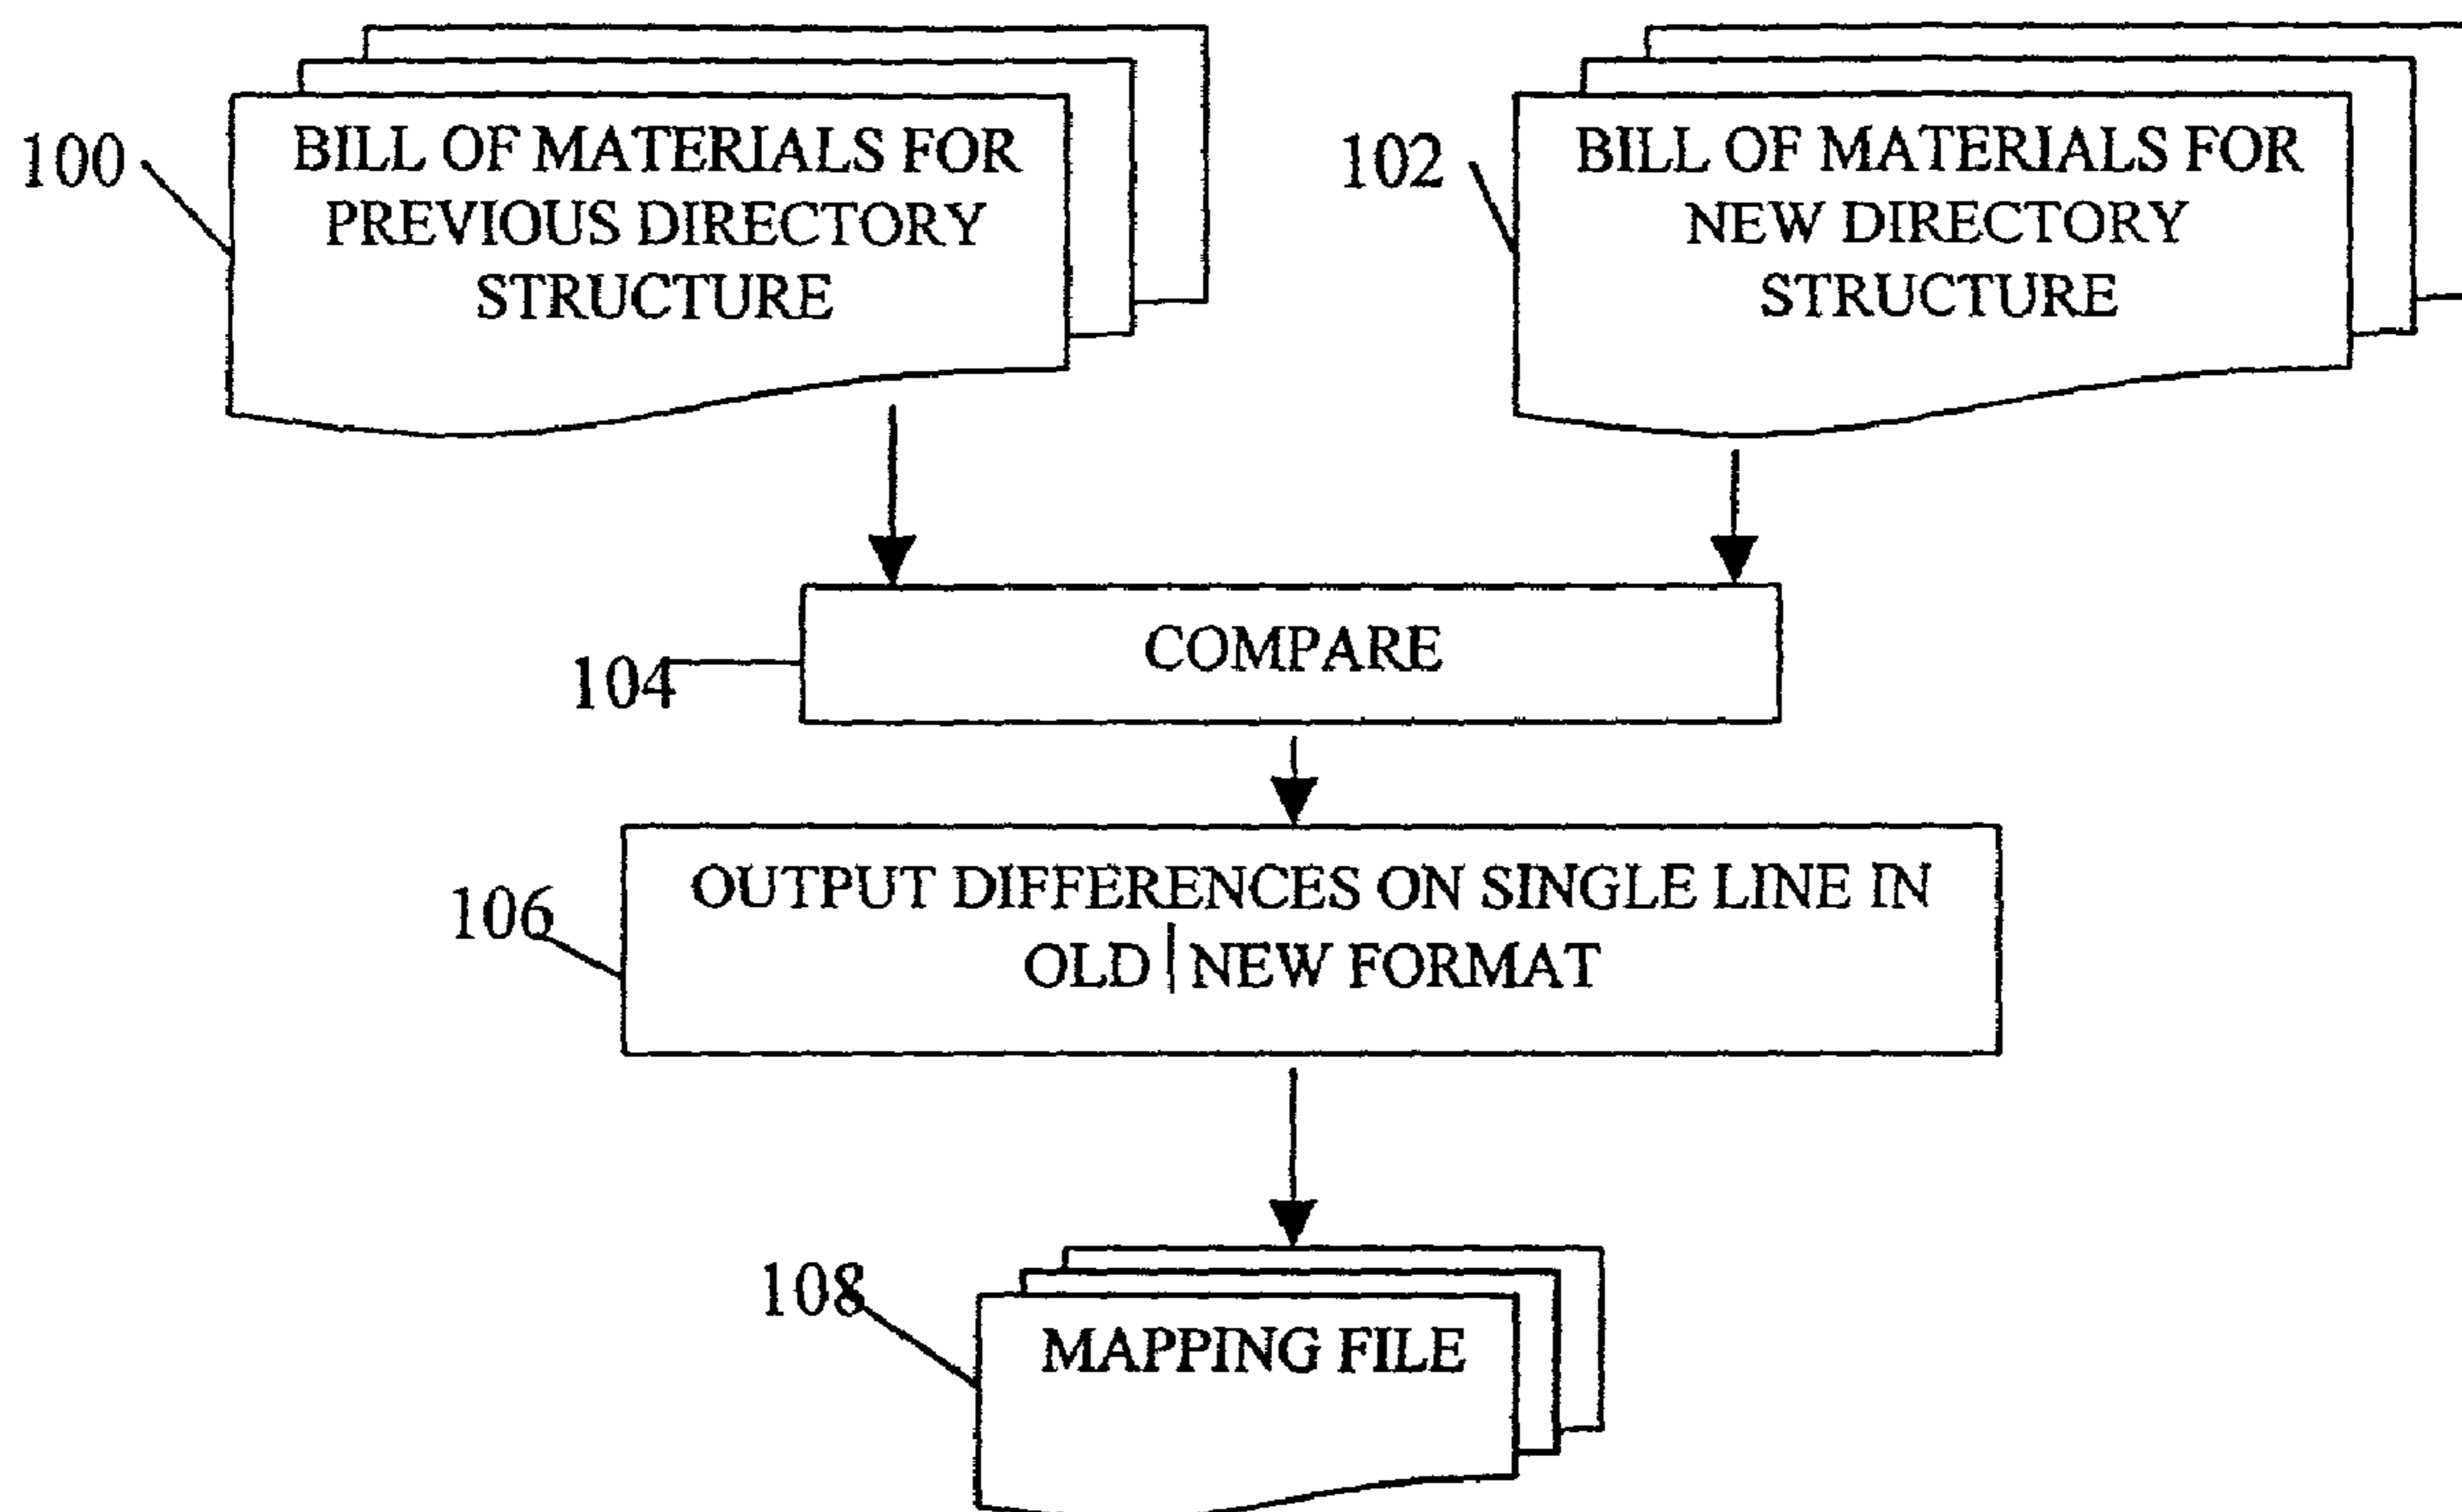 100
BILL OF MATERIALS FOR
PREVIOUS DIRECTORY
STRUCTURE
102
BILL OF MATERIALS FOR
NEW DIRECTORY
STRUCTURE
104
COMPARE
106
OUTPUT DIFFERENCES ON SINGLE LINE IN
OLD | NEW FORMAT
108
MAPPING FILE